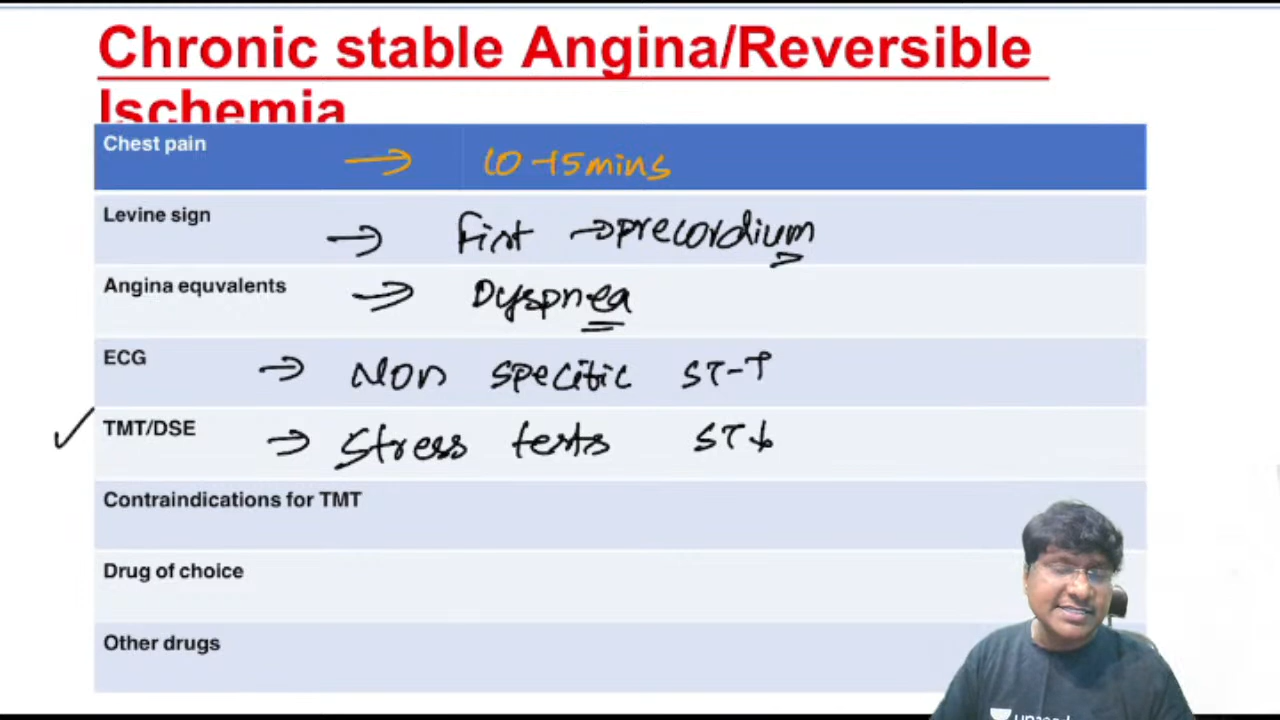 Chronic stable Angina/Reversible
Ischemia
Chest pain → 10-15mins
Levine sign → Fist → precordium
Angina equvalents → Dyspnea
ECG → Non specific ST-T
✓ TMT/DSE → Stress tests ST↓
Contraindications for TMT
Drug of choice
Other drugs